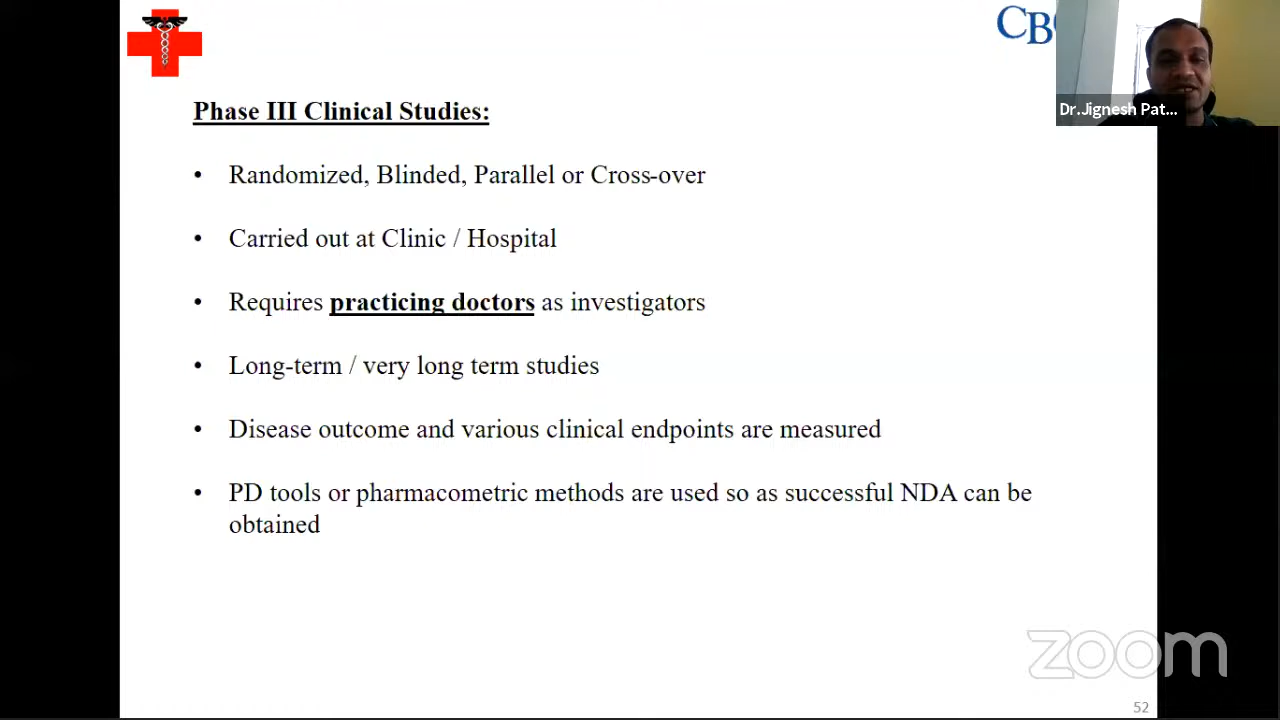 CB
Dr.Jignesh Pat...
Phase III Clinical Studies:
• Randomized, Blinded, Parallel or Cross-over
• Carried out at Clinic / Hospital
• Requires practicing doctors as investigators
• Long-term / very long term studies
• Disease outcome and various clinical endpoints are measured
• PD tools or pharmacometric methods are used so as successful NDA can be
obtained
zoom
52